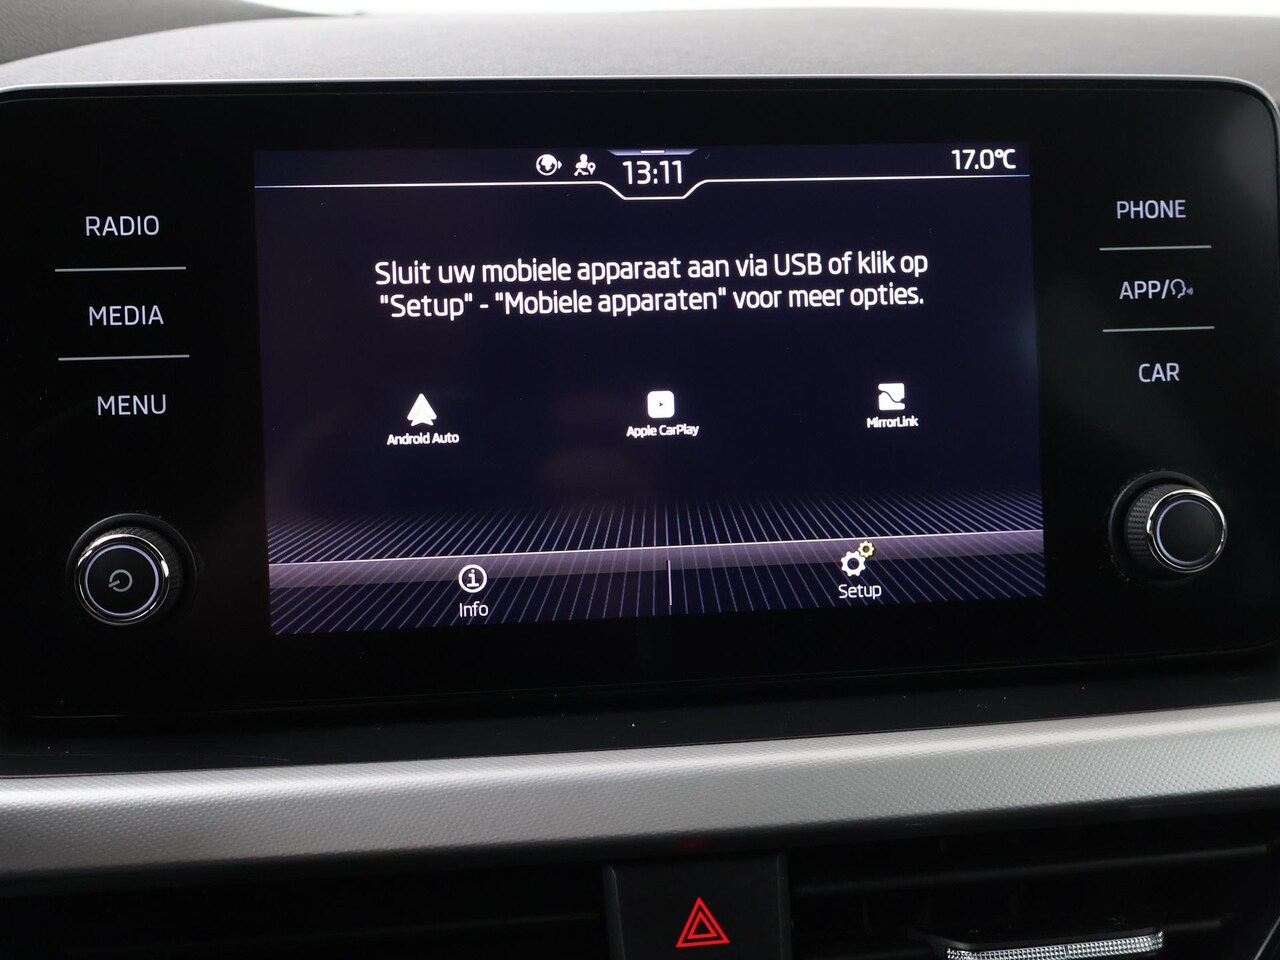 13:11
17.0°C
RADIO
MEDIA
MENU
Sluit uw mobiele apparaat aan via USB of klik op
"Setup" - "Mobiele apparaten" voor meer opties.
Android Auto
Apple CarPlay
MirrorLink
Info
Setup
PHONE
APP/
CAR